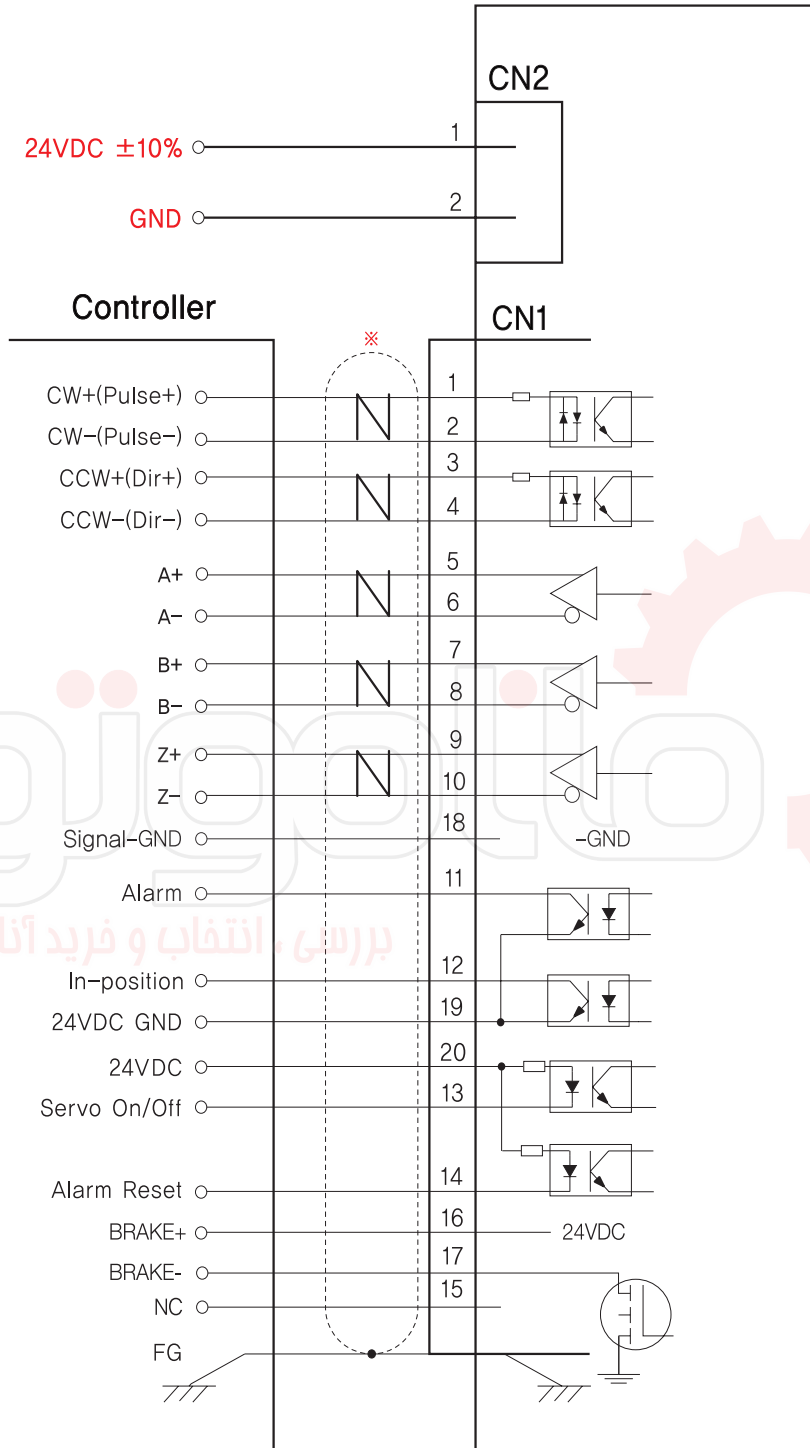 CN2
24VDC ±10% 1
GND 2
Controller
※
CN1
CW+(Pulse+) 1
CW-(Pulse-) 2
CCW+(Dir+) 3
CCW-(Dir-) 4
A+ 5
A- 6
B+ 7
B- 8
Z+ 9
Z- 10
Signal-GND 18 -GND
Alarm 11
بررسی ، انتخاب و خرید آنلا
In-position 12
24VDC GND 19
24VDC 20
Servo On/Off 13
Alarm Reset 14
BRAKE+ 16 24VDC
BRAKE- 17
NC 15
FG